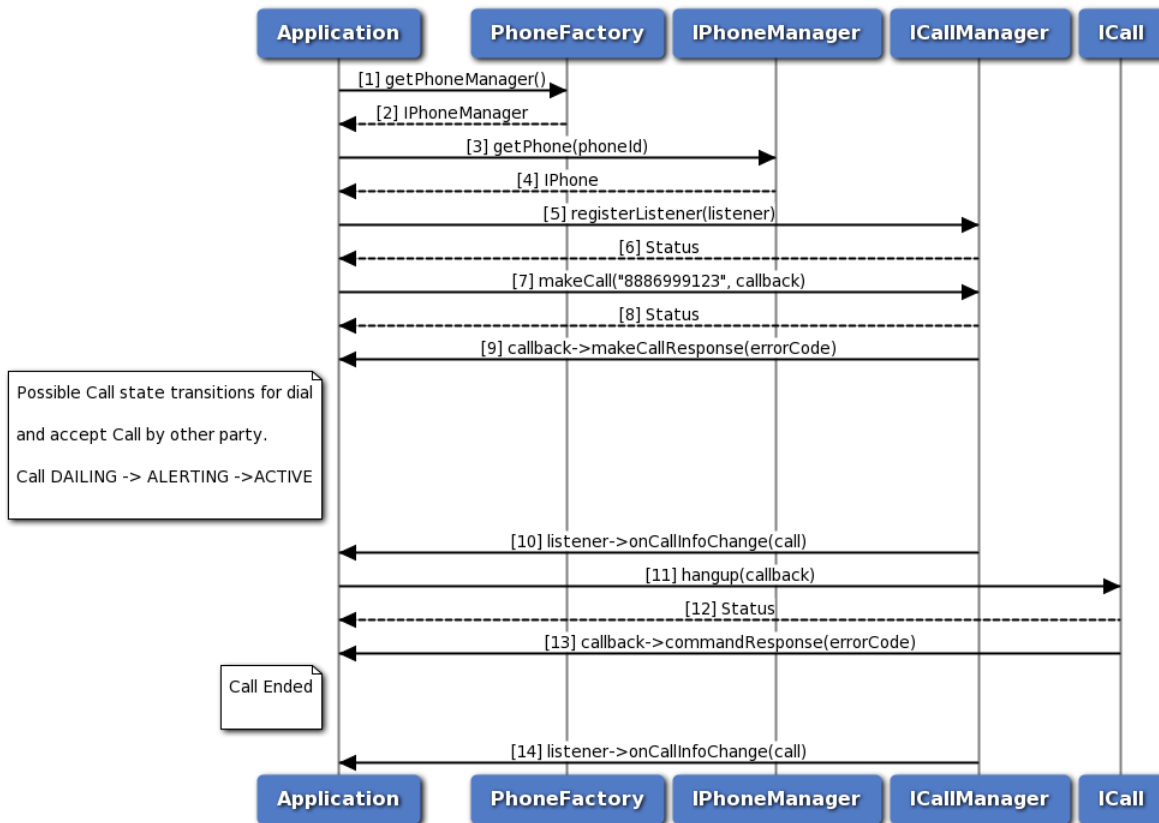 Application
PhoneFactory
IPhoneManager
ICallManager
ICall
[1] getPhoneManager()
[2] IPhoneManager
[3] getPhone(phoneId)
[4] IPhone
[5] registerListener(listener)
[6] Status
[7] makeCall("8886999123", callback)
[8] Status
[9] callback->makeCallResponse(errorCode)
Possible Call state transitions for dial
and accept Call by other party.
Call DAILING -> ALERTING ->ACTIVE
[10] listener->onCallInfoChange(call)
[11] hangup(callback)
[12] Status
[13] callback->commandResponse(errorCode)
Call Ended
[14] listener->onCallInfoChange(call)
Application
PhoneFactory
IPhoneManager
ICallManager
ICall